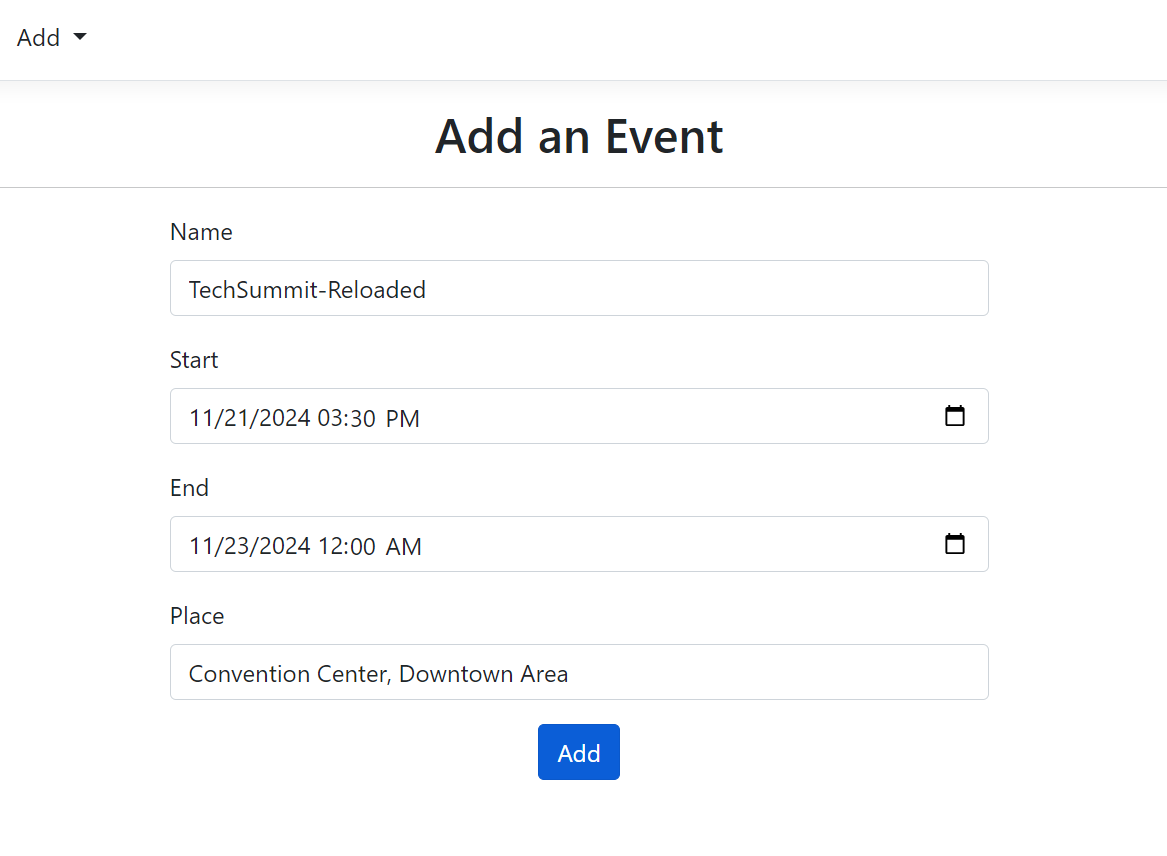 Add
Add an Event
Name
TechSummit-Reloaded
Start
11/21/2024 03:30 PM
End
11/23/2024 12:00 AM
Place
Convention Center, Downtown Area
Add